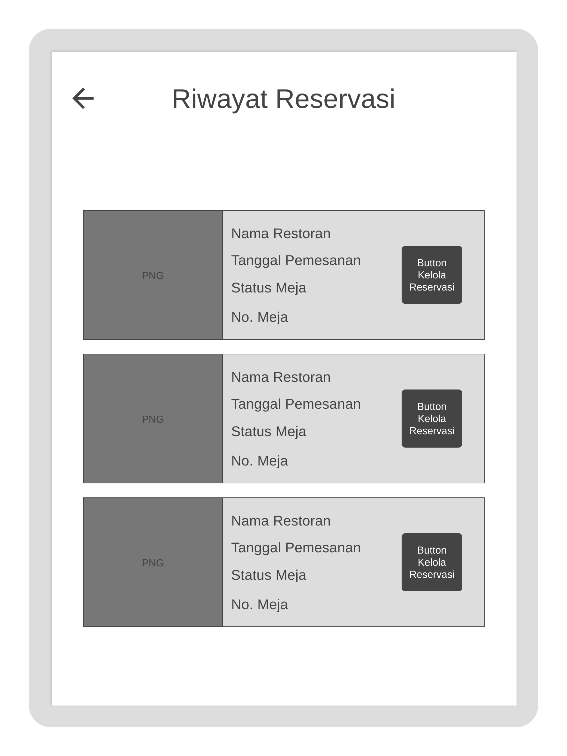 Riwayat Reservasi
PNG
Nama Restoran
Tanggal Pemesanan
Status Meja
No. Meja
Button
Kelola
Reservasi
PNG
Nama Restoran
Tanggal Pemesanan
Status Meja
No. Meja
Button
Kelola
Reservasi
PNG
Nama Restoran
Tanggal Pemesanan
Status Meja
No. Meja
Button
Kelola
Reservasi